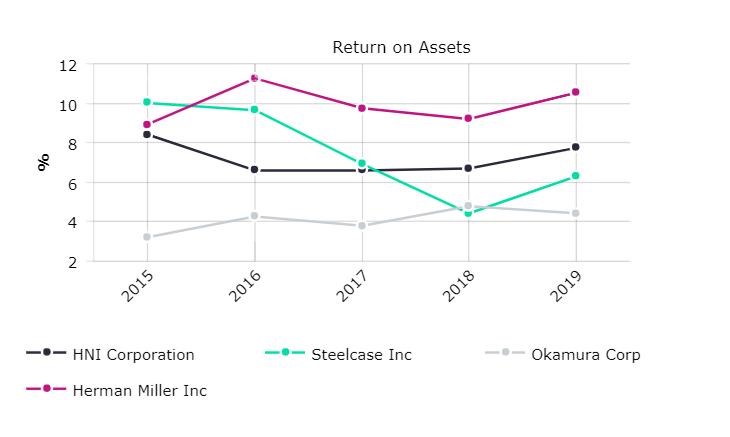 Return on Assets
12
10
8
6
4
2
%
2015
2016
2017
2018
2019
HNI Corporation
Steelcase Inc
Okamura Corp
Herman Miller Inc